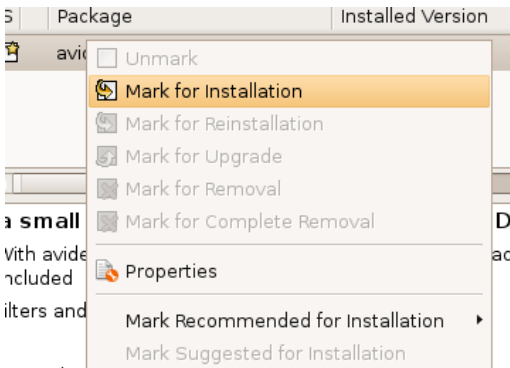 S Package Installed Version
Unmark
Mark for Installation
Mark for Reinstallation
Mark for Upgrade
Mark for Removal
Mark for Complete Removal
a small D
With avide
ncluded
Properties
ilters and
Mark Recommended for Installation
Mark Suggested for Installation